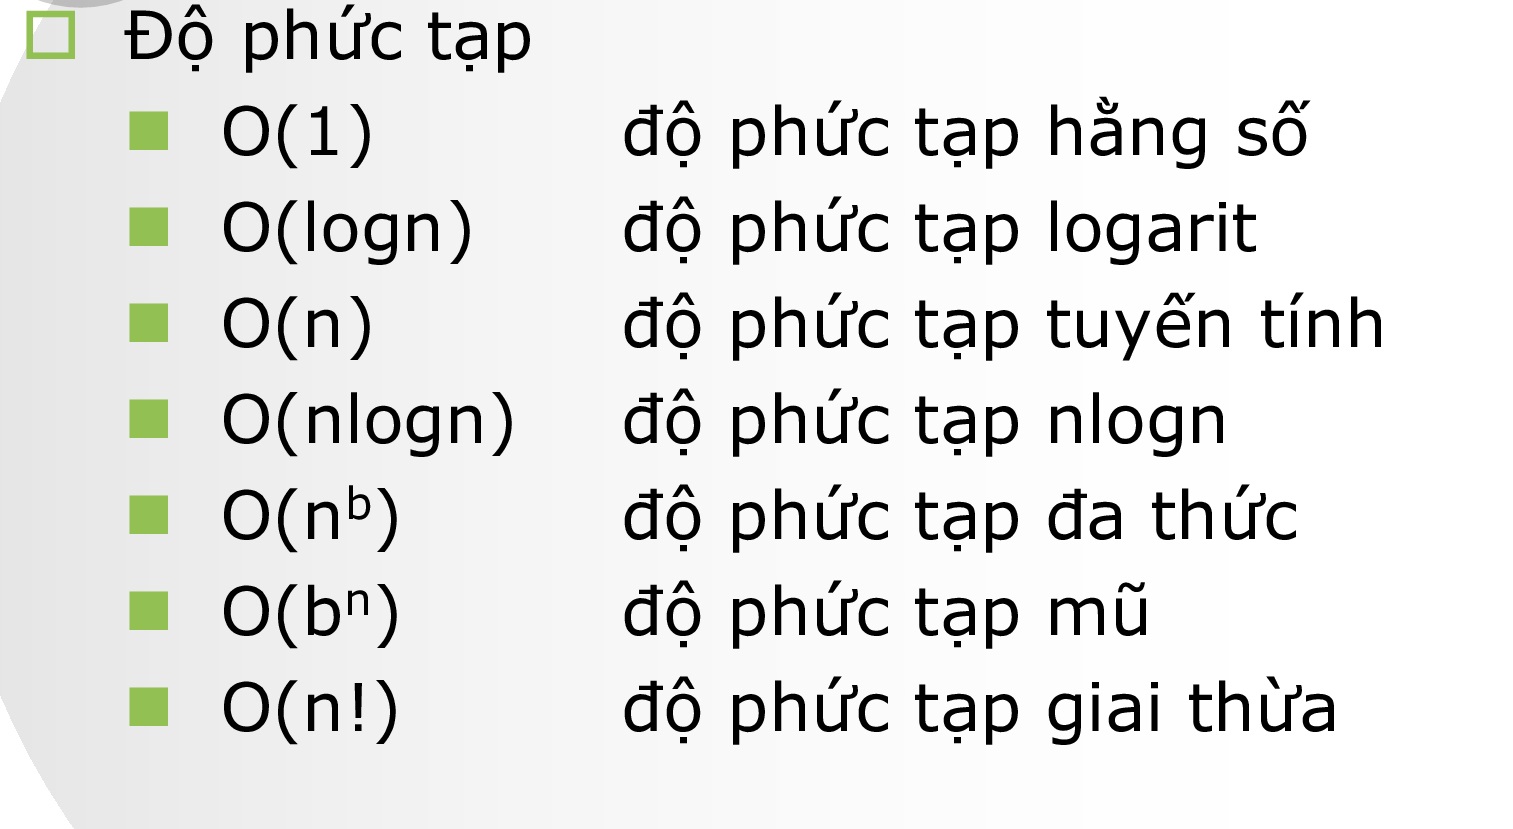 Độ phức tạp
O(1) độ phức tạp hằng số
O(logn) độ phức tạp logarit
O(n) độ phức tạp tuyến tính
O(nlogn) độ phức tạp nlogn
O(nᵇ) độ phức tạp đa thức
O(bⁿ) độ phức tạp mũ
O(n!) độ phức tạp giai thừa